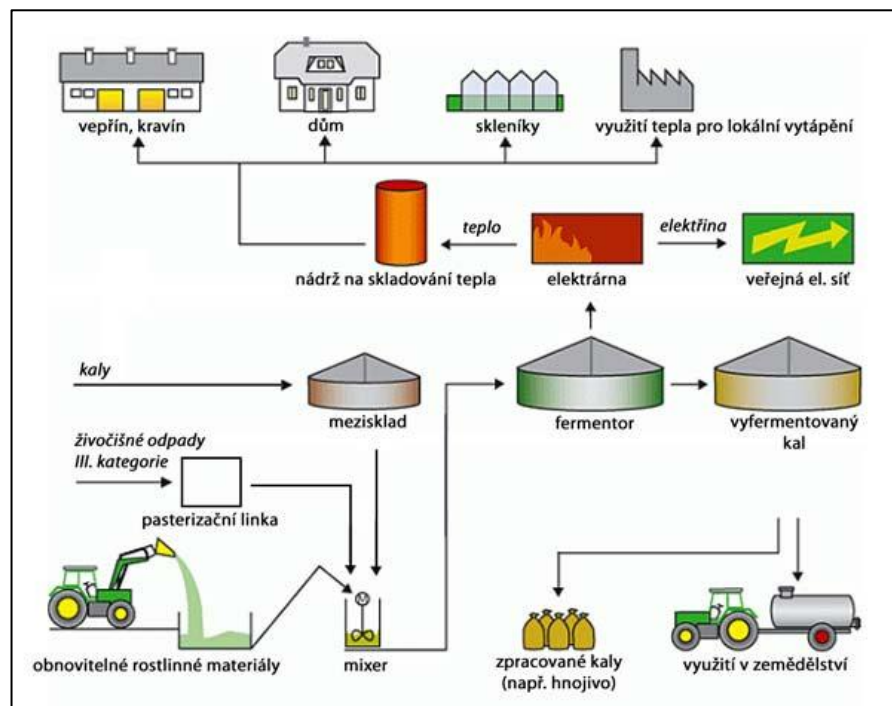 vepřín, kravín
dům
skleníky
využití tepla pro lokální vytápění
teplo
elektřina
nádrž na skladování tepla
elektrárna
veřejná el. síť
kaly
mezisklad
fermentor
vyfermentovaný
kal
živočišné odpady
III. kategorie
pasterizační linka
obnovitelné rostlinné materiály
mixer
zpracované kaly
(např. hnojivo)
využití v zemědělství